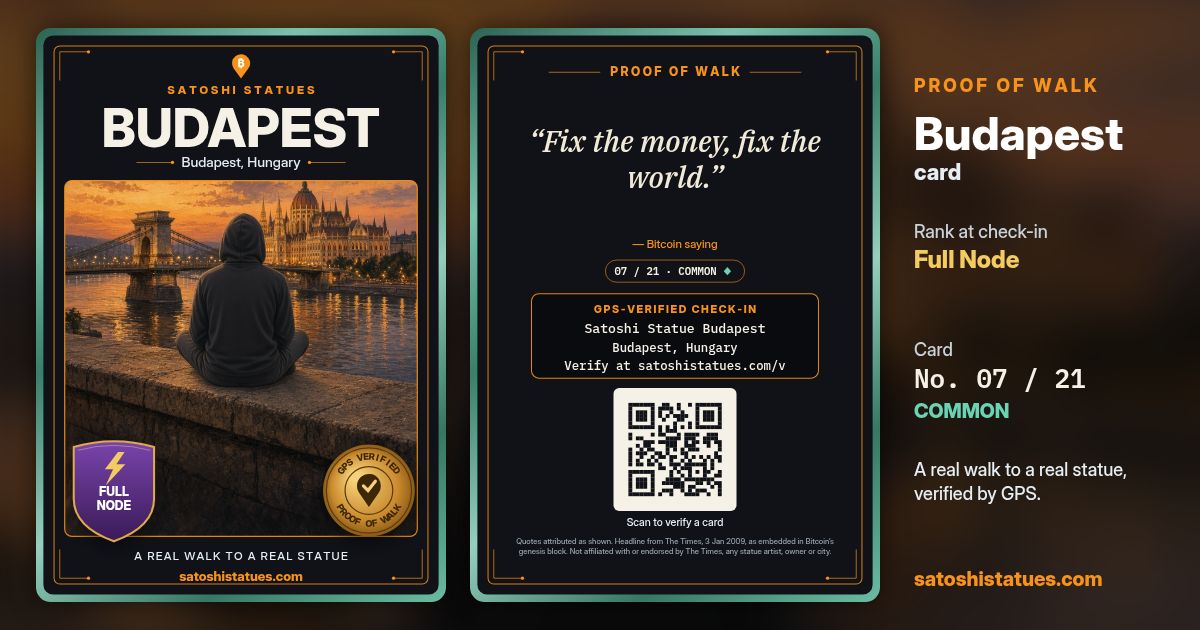 ₿
SATOSHI STATUES
BUDAPEST
Budapest, Hungary
FULL
NODE
GPS VERIFIED
PROOF OF WALK
A REAL WALK TO A REAL STATUE
satoshistatues.com
PROOF OF WALK
“Fix the money, fix the
world.”
— Bitcoin saying
07 / 21 · COMMON
GPS-VERIFIED CHECK-IN
Satoshi Statue Budapest
Budapest, Hungary
Verify at satoshistatues.com/v
Scan to verify a card
Quotes attributed as shown. Headline from The Times, 3 Jan 2009, as embedded in Bitcoin's
genesis block. Not affiliated with or endorsed by The Times, any statue artist, owner or city.
PROOF OF WALK
Budapest
card
Rank at check-in
Full Node
Card
No. 07 / 21
COMMON
A real walk to a real statue,
verified by GPS.
satoshistatues.com